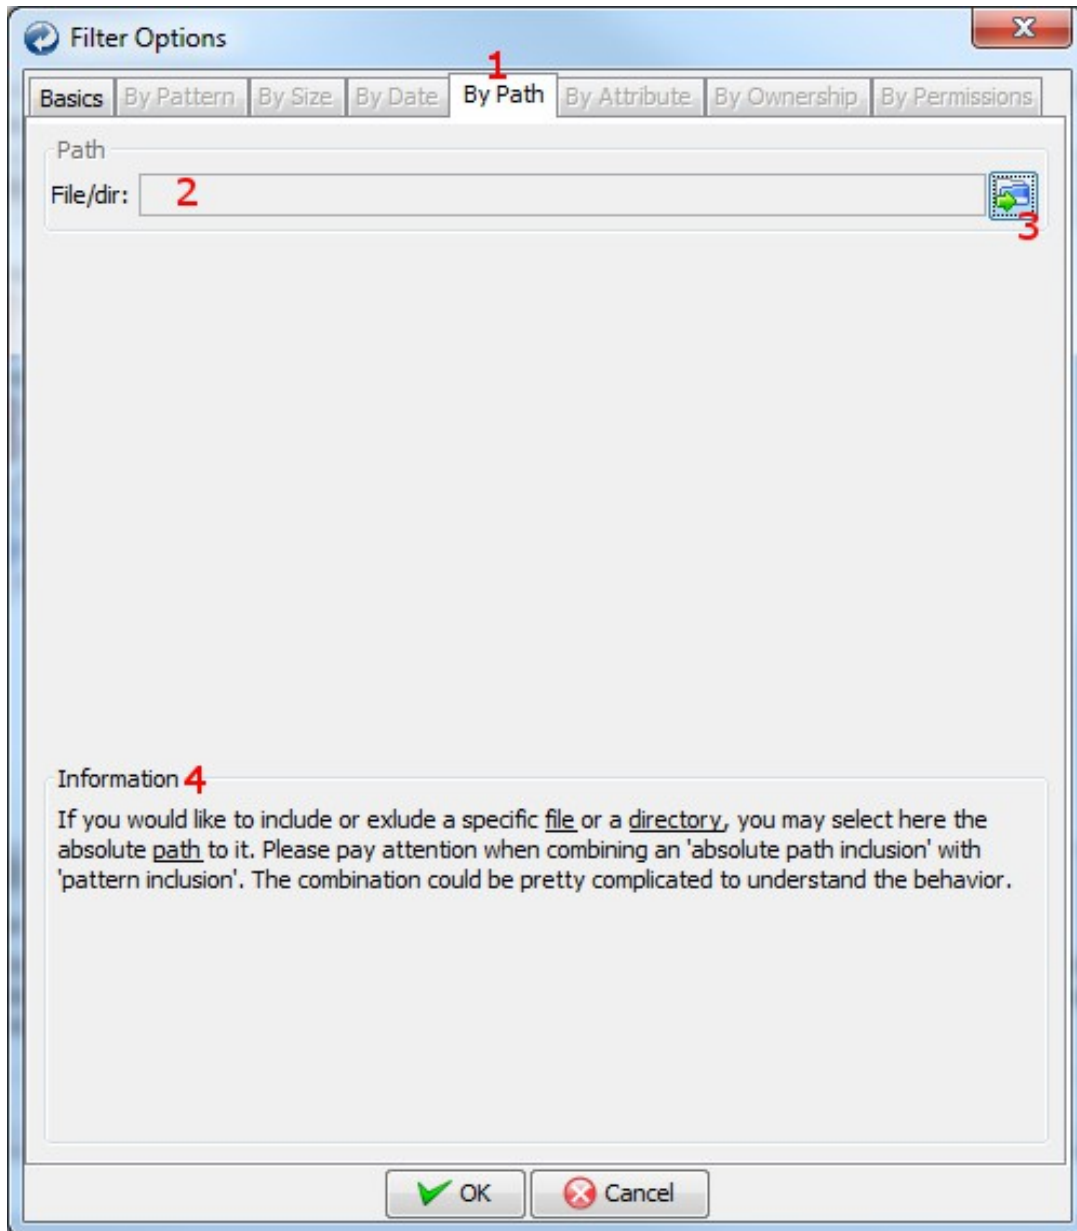 Filter Options
X
1
Basics By Pattern By Size By Date By Path By Attribute By Ownership By Permissions
Path
File/dir: 2
3
Information 4
If you would like to include or exlude a specific file or a directory, you may select here the
absolute path to it. Please pay attention when combining an 'absolute path inclusion' with
'pattern inclusion'. The combination could be pretty complicated to understand the behavior.
OK Cancel